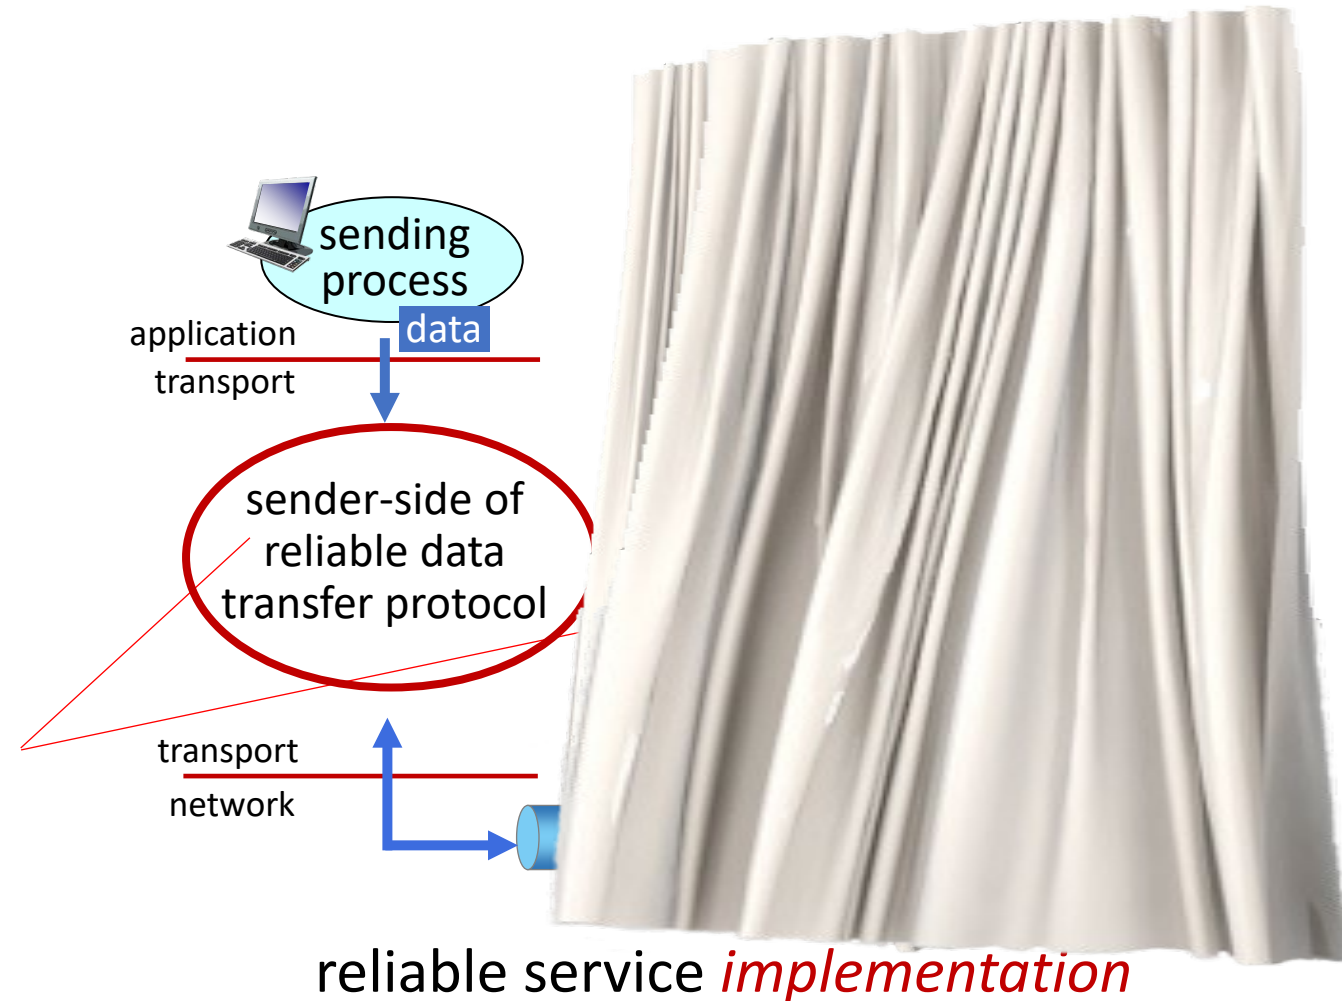 sending
process
data
application
transport
sender-side of
reliable data
transfer protocol
transport
network
reliable service implementation